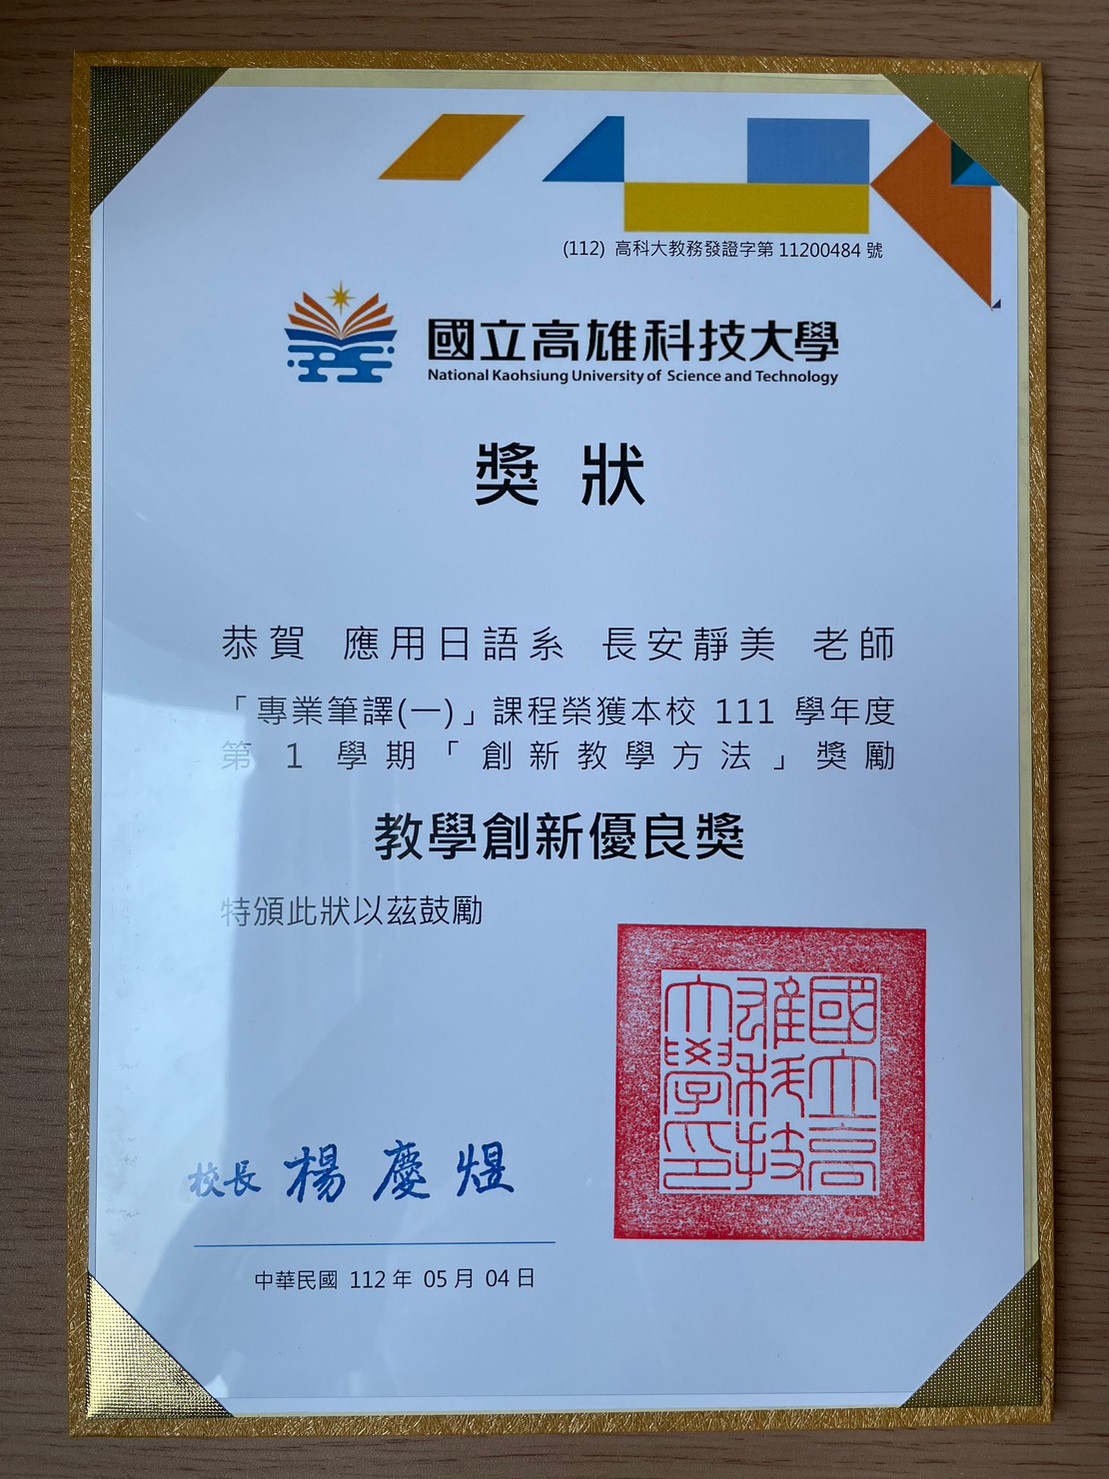 (112) 高科大教務發證字第 11200484 號
國立高雄科技大學
National Kaohsiung University of Science and Technology
獎狀
恭賀 應用日語系 長安靜美 老師
「專業筆譯(一)」課程榮獲本校 111 學年度
第 1 學期「創新教學方法」獎勵
教學創新優良獎
特頒此狀以茲鼓勵
國立高雄科技大學印
校長 楊慶煜
中華民國 112 年 05 月 04 日